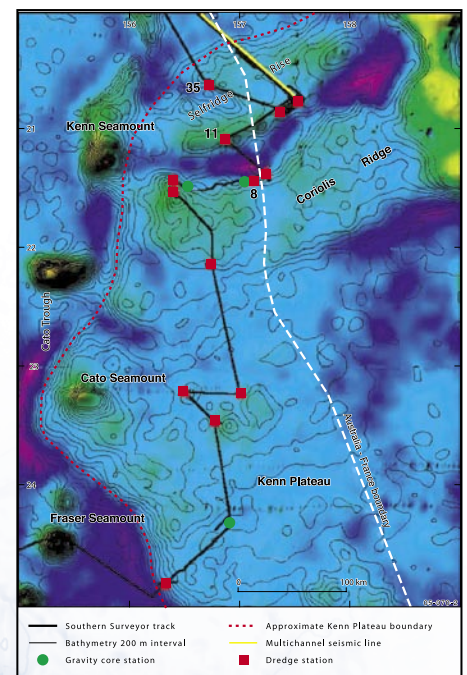 156 157 158
Rise
35
Selfridge
Kenn Seamount
21
11
Ridge
Coriolis
8
22
Cato Trough
23
Cato Seamount
Australia - France boundary
Kenn Plateau
24
Fraser Seamount
0 100 km
05-070-2
Southern Surveyor track
Approximate Kenn Plateau boundary
Bathymetry 200 m interval
Multichannel seismic line
Gravity core station
Dredge station